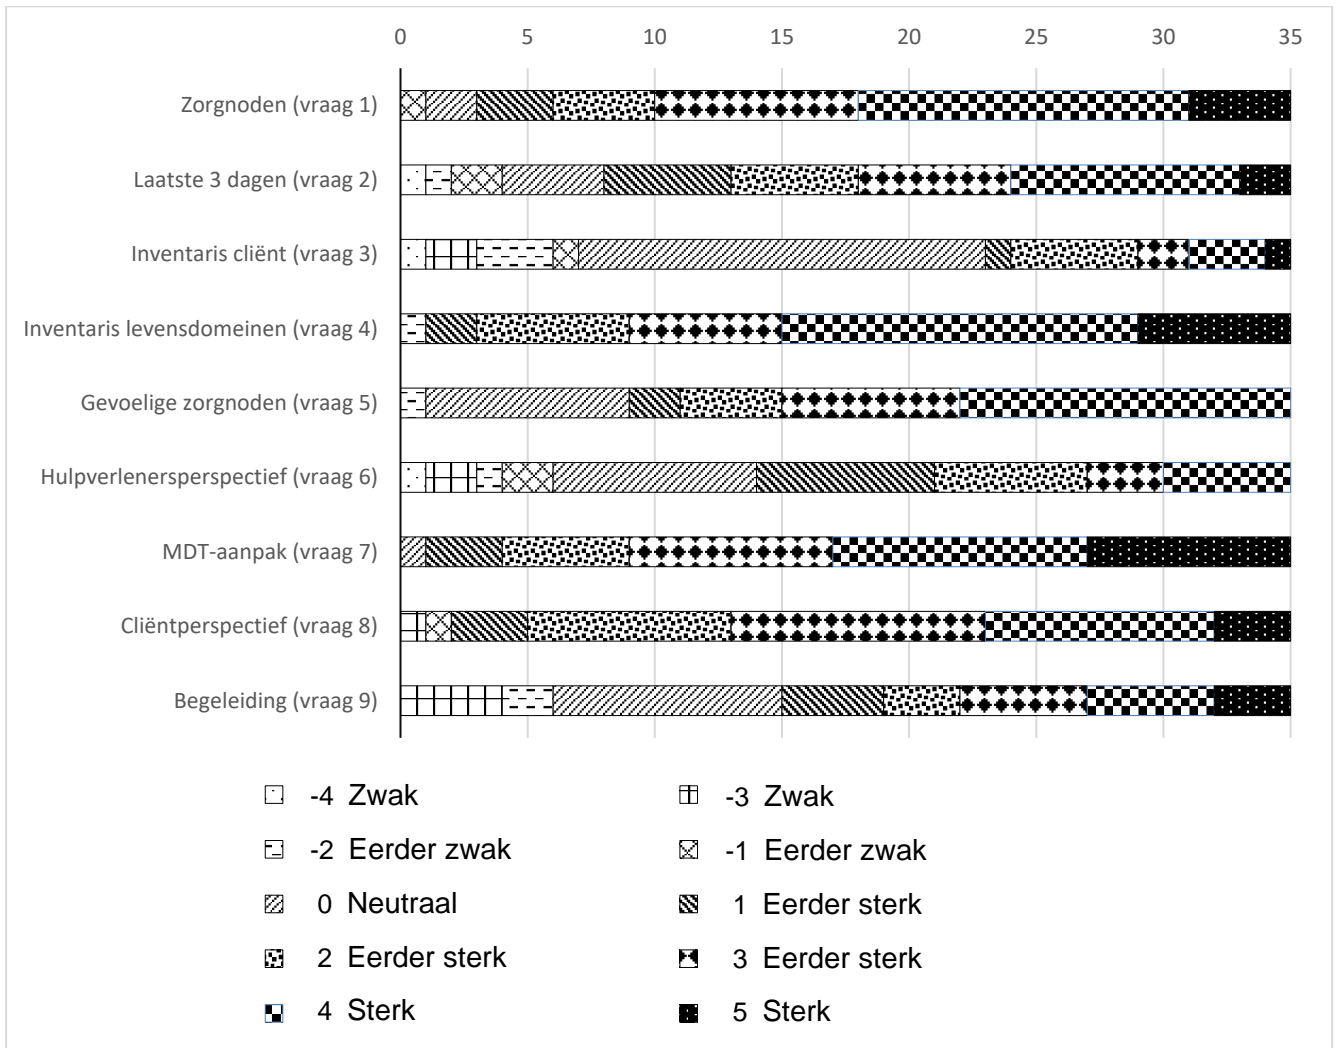 0 5 10 15 20 25 30 35
Zorgnoden (vraag 1)
Laatste 3 dagen (vraag 2)
Inventaris cliënt (vraag 3)
Inventaris levensdomeinen (vraag 4)
Gevoelige zorgnoden (vraag 5)
Hulpverlenersperspectief (vraag 6)
MDT-aanpak (vraag 7)
Cliëntperspectief (vraag 8)
Begeleiding (vraag 9)
-4 Zwak -3 Zwak
-2 Eerder zwak -1 Eerder zwak
0 Neutraal 1 Eerder sterk
2 Eerder sterk 3 Eerder sterk
4 Sterk 5 Sterk